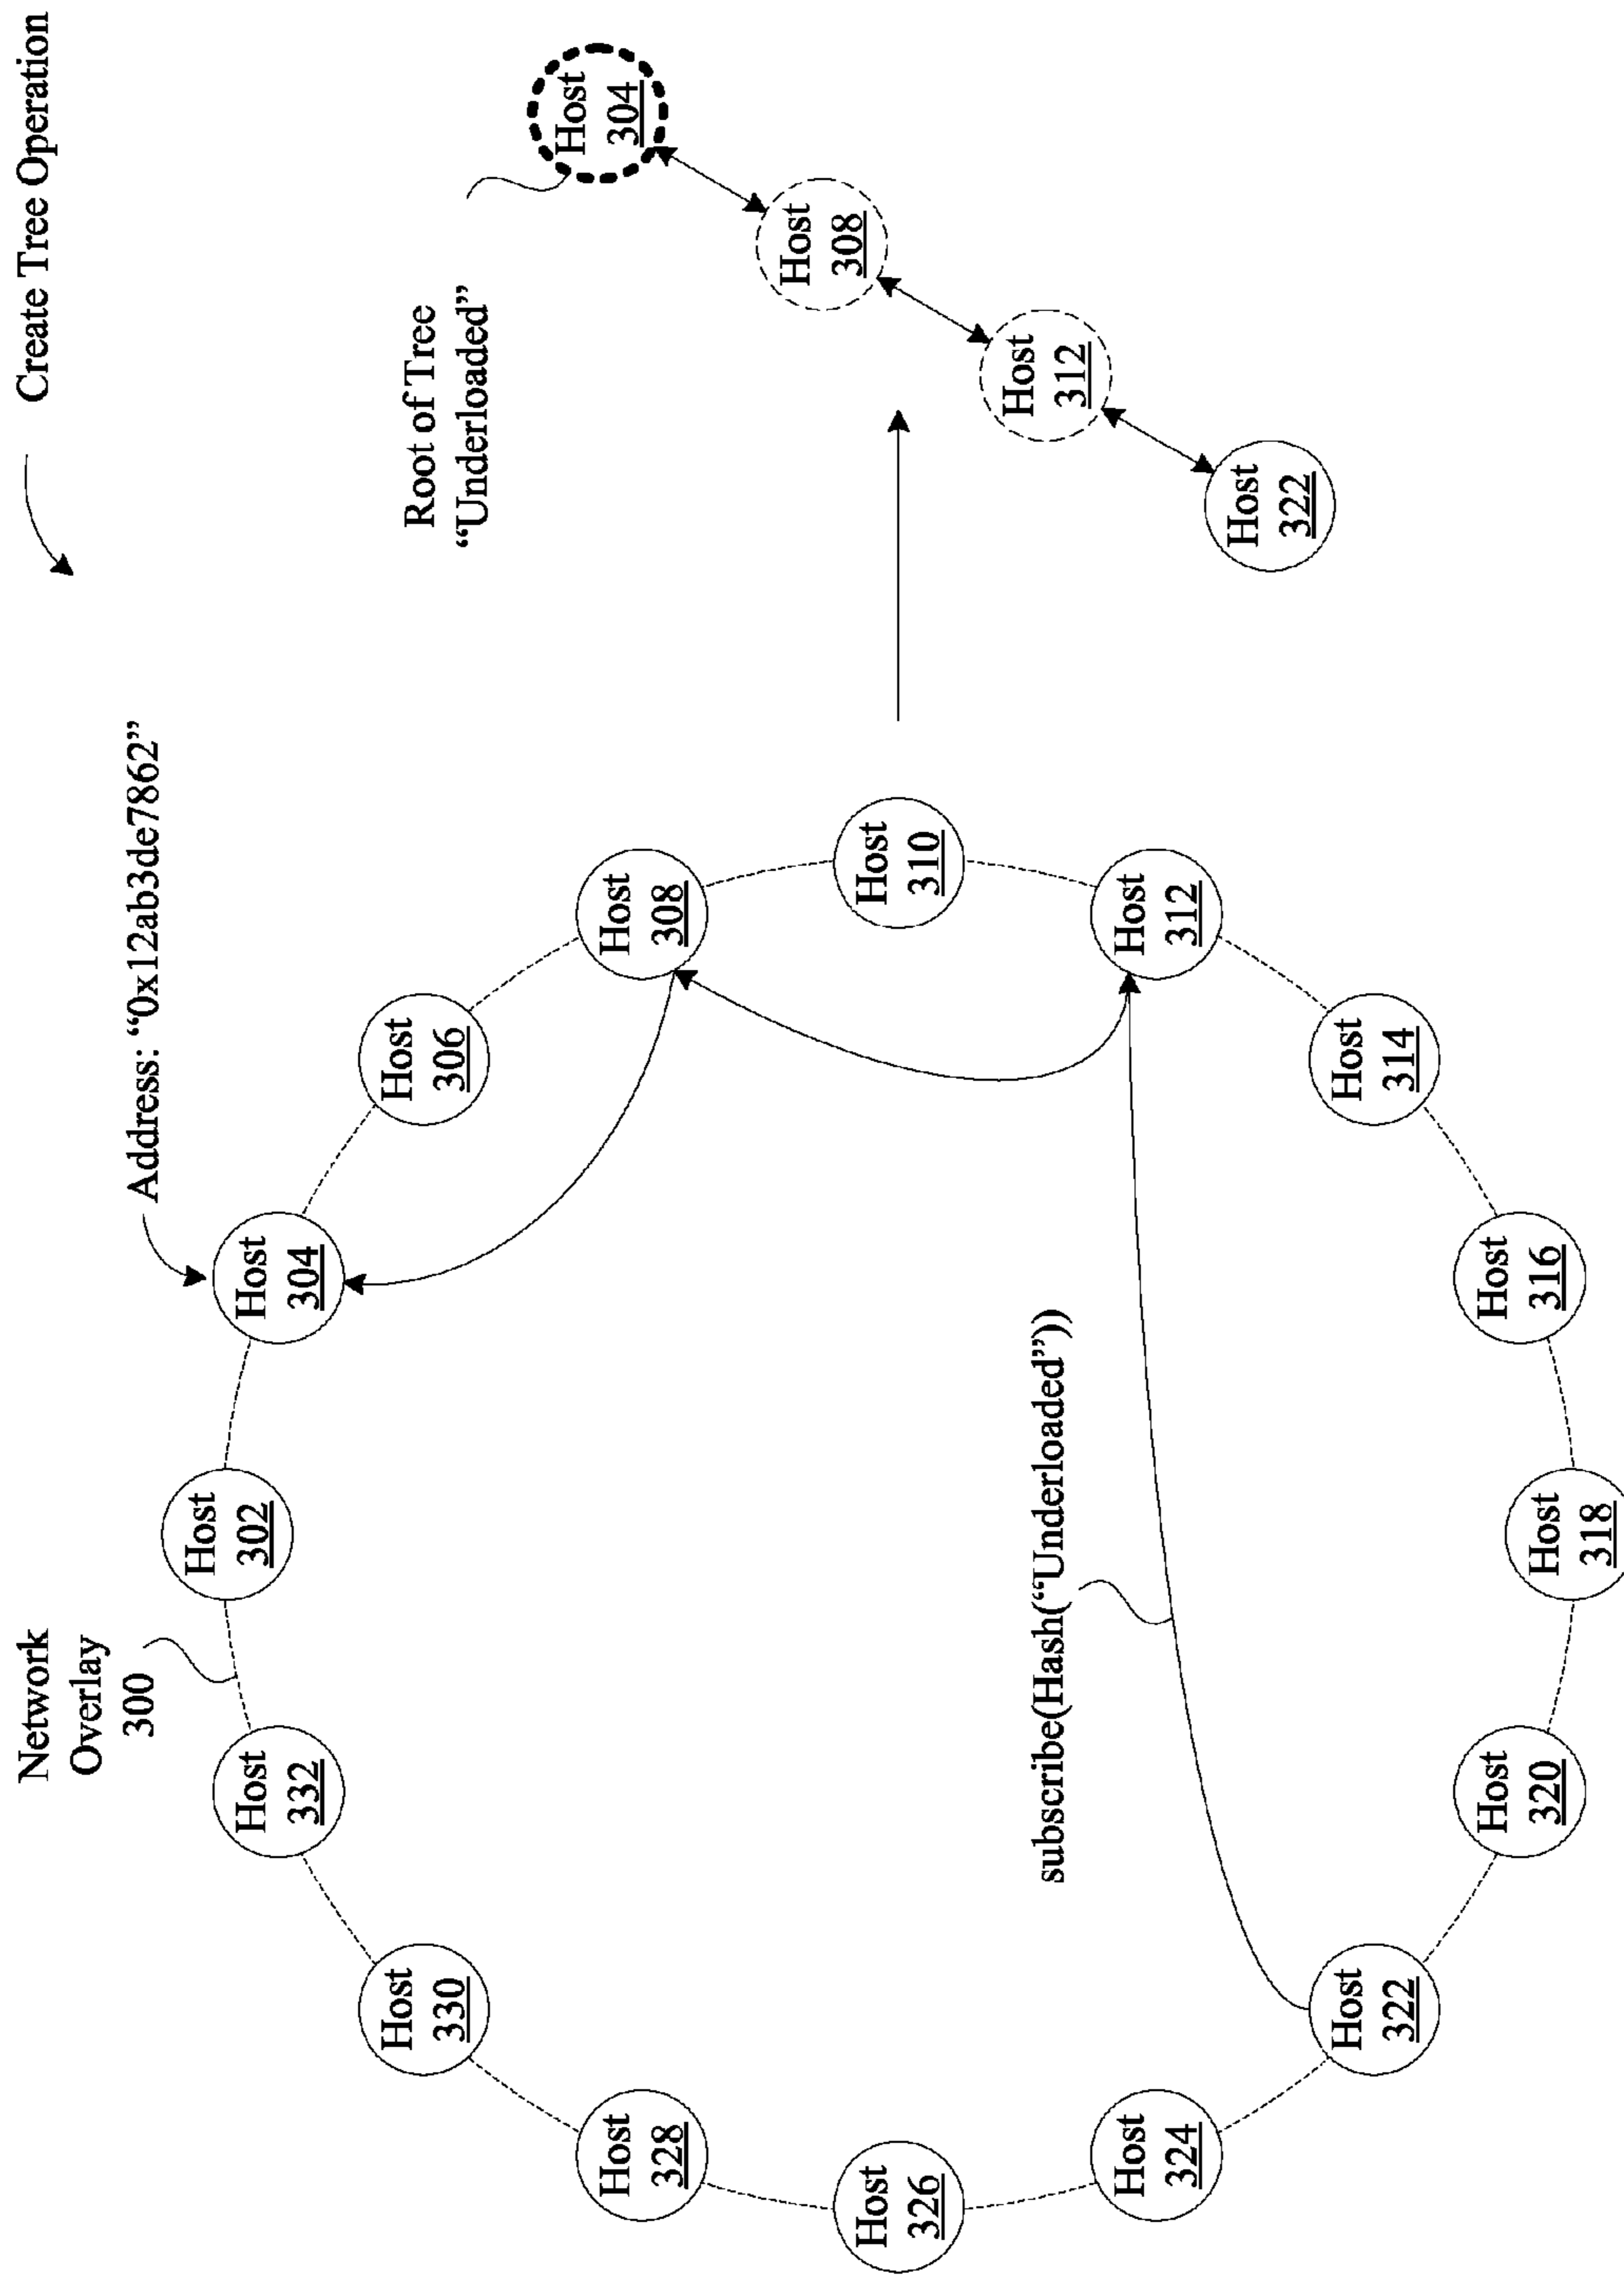 Create Tree Operation
Network
Overlay
300
Address: “0x12ab3de7862”
Root of Tree
“Underloaded”
subscribe(Hash(“Underloaded”))
Host
302
Host
304
Host
306
Host
308
Host
310
Host
312
Host
314
Host
316
Host
318
Host
320
Host
322
Host
324
Host
326
Host
328
Host
330
Host
332
Host
304
Host
308
Host
312
Host
322